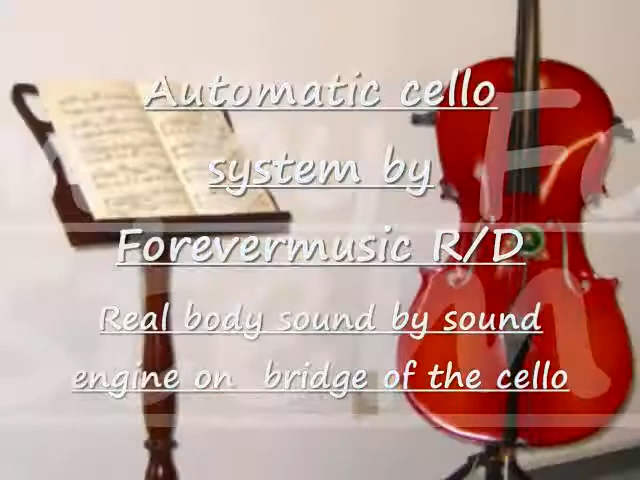 Automatic cello
system by
Forevermusic R/D
Real body sound by sound
engine on bridge of the cello